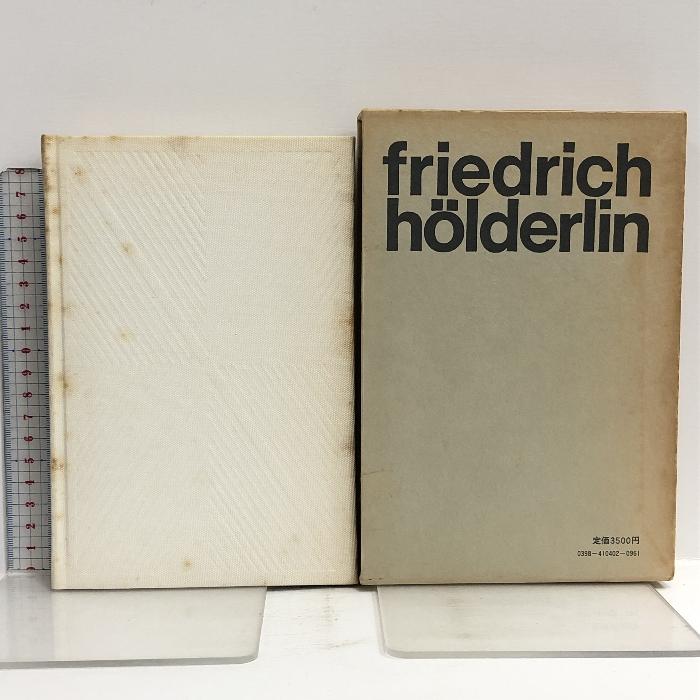 friedrich
hölderlin
定価3500円
0398-410402-0961